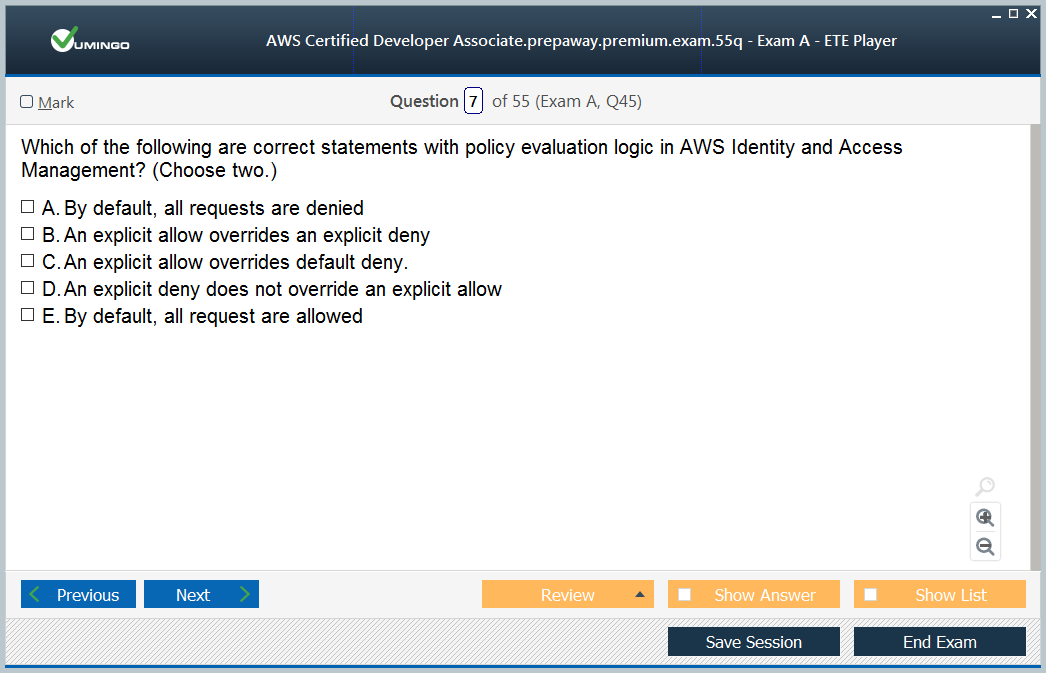 VUMINGO
AWS Certified Developer Associate.prepaway.premium.exam.55q - Exam A - ETE Player
Mark
Question 7 of 55 (Exam A, Q45)
Which of the following are correct statements with policy evaluation logic in AWS Identity and Access
Management? (Choose two.)
A. By default, all requests are denied
B. An explicit allow overrides an explicit deny
C. An explicit allow overrides default deny.
D. An explicit deny does not override an explicit allow
E. By default, all request are allowed
Previous
Next
Review
Show Answer
Show List
Save Session
End Exam